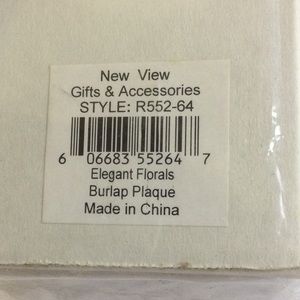 New View
Gifts & Accessories
STYLE: R552-64
6 06683 55264 7
Elegant Florals
Burlap Plaque
Made in China